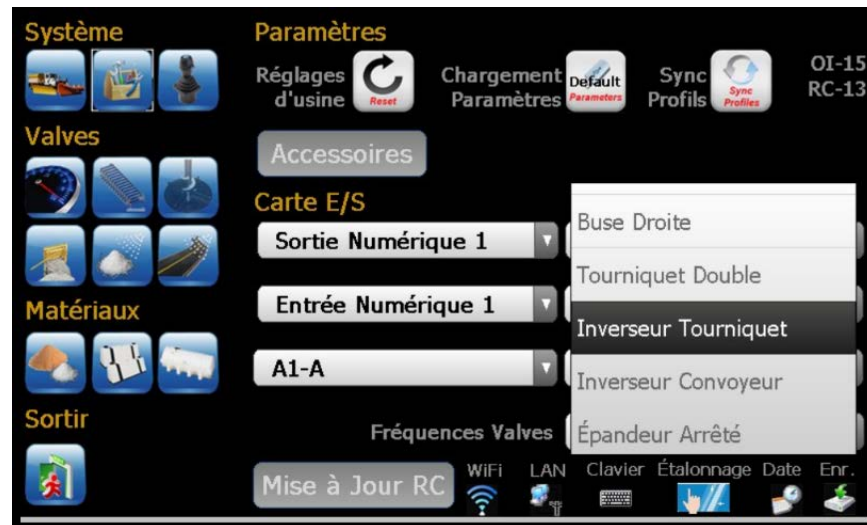 Système
Paramètres
Réglages d'usine
Reset
Chargement Paramètres
Default
Parameters
Sync Profils
Sync
Profiles
OI-15
RC-13
Valves
Accessoires
Carte E/S
Sortie Numérique 1
Buse Droite
Tourniquet Double
Matériaux
Entrée Numérique 1
Inverseur Tourniquet
A1-A
Inverseur Convoyeur
Sortir
Fréquences Valves
Épandeur Arrêté
Mise à Jour RC
WiFi
LAN
Clavier
Étalonnage
Date
Enr.